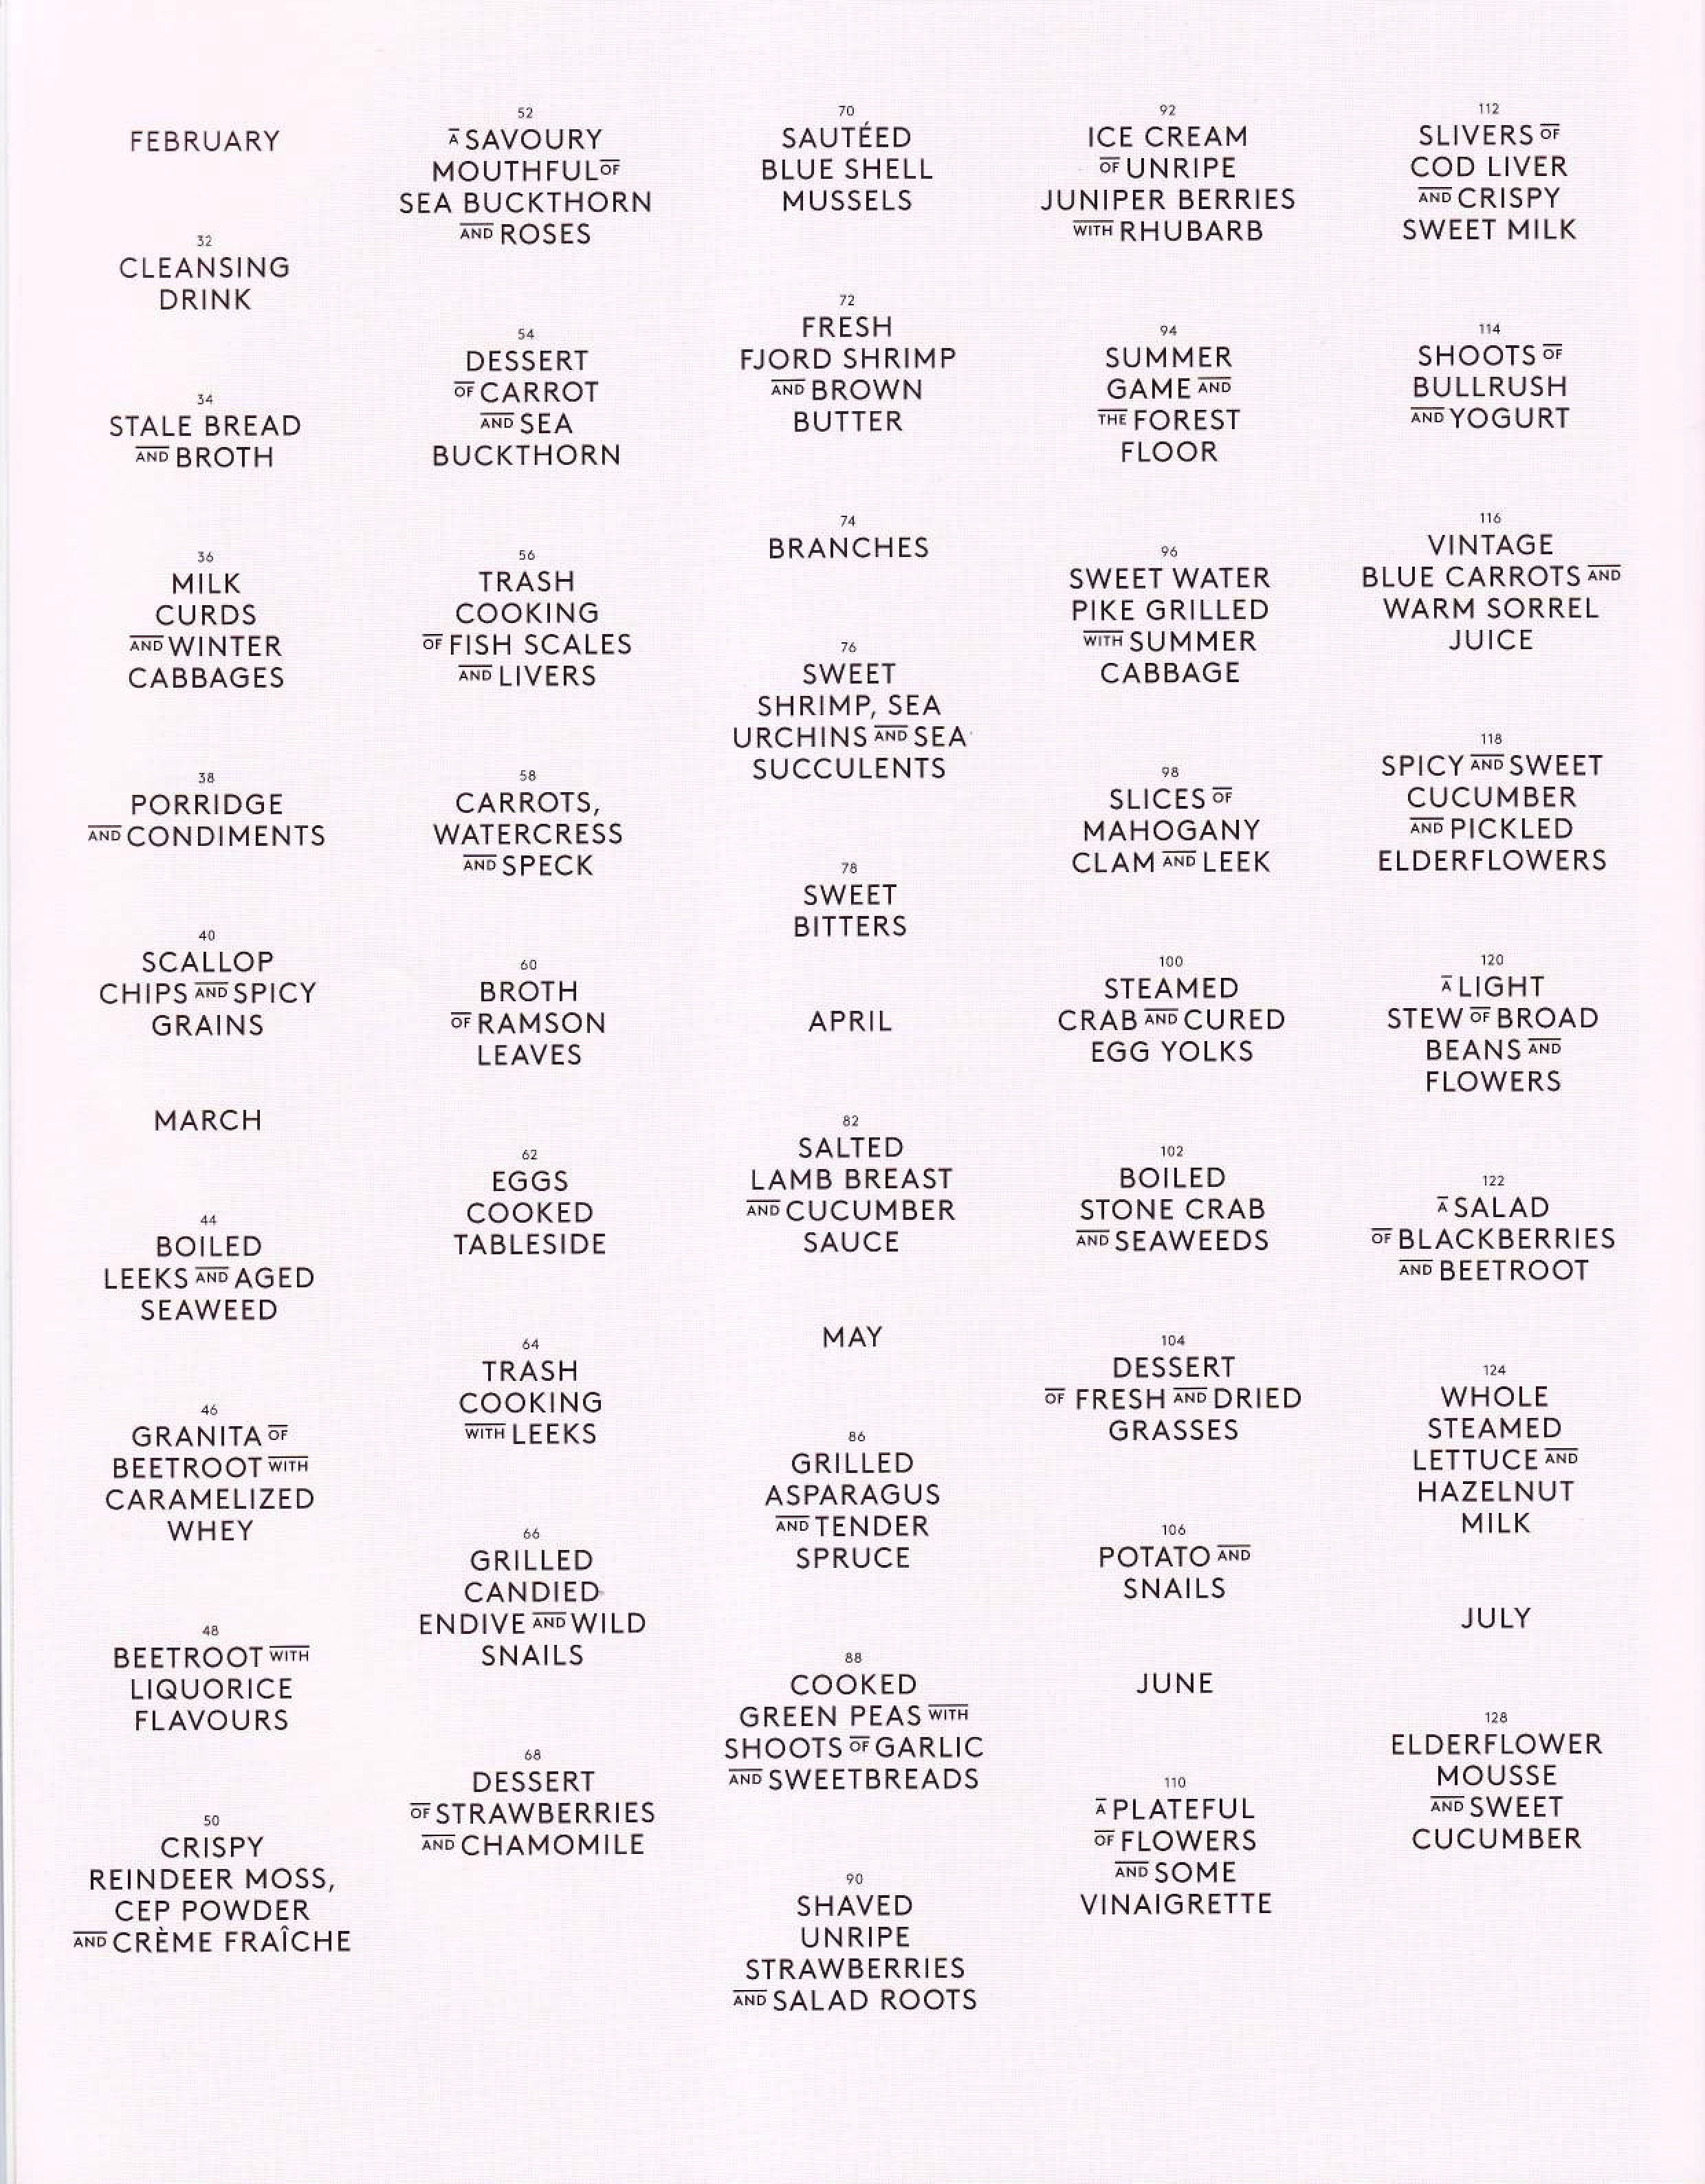 FEBRUARY
32
CLEANSING
DRINK
34
STALE BREAD
AND BROTH
36
MILK
CURDS
AND WINTER
CABBAGES
38
PORRIDGE
AND CONDIMENTS
40
SCALLOP
CHIPS AND SPICY
GRAINS
MARCH
44
BOILED
LEEKS AND AGED
SEAWEED
46
GRANITA OF
BEETROOT WITH
CARAMELIZED
WHEY
48
BEETROOT WITH
LIQUORICE
FLAVOURS
50
CRISPY
REINDEER MOSS,
CEP POWDER
AND CRÈME FRAÎCHE
52
A SAVOURY
MOUTHFUL OF
SEA BUCKTHORN
AND ROSES
54
DESSERT
OF CARROT
AND SEA
BUCKTHORN
56
TRASH
COOKING
OF FISH SCALES
AND LIVERS
58
CARROTS,
WATERCRESS
AND SPECK
60
BROTH
OF RAMSON
LEAVES
62
EGGS
COOKED
TABLESIDE
64
TRASH
COOKING
WITH LEEKS
66
GRILLED
CANDIED
ENDIVE AND WILD
SNAILS
68
DESSERT
OF STRAWBERRIES
AND CHAMOMILE
70
SAUTÉED
BLUE SHELL
MUSSELS
72
FRESH
FJORD SHRIMP
AND BROWN
BUTTER
74
BRANCHES
76
SWEET
SHRIMP, SEA
URCHINS AND SEA
SUCCULENTS
78
SWEET
BITTERS
APRIL
82
SALTED
LAMB BREAST
AND CUCUMBER
SAUCE
MAY
86
GRILLED
ASPARAGUS
AND TENDER
SPRUCE
88
COOKED
GREEN PEAS WITH
SHOOTS OF GARLIC
AND SWEETBREADS
90
SHAVED
UNRIPE
STRAWBERRIES
AND SALAD ROOTS
92
ICE CREAM
OF UNRIPE
JUNIPER BERRIES
WITH RHUBARB
94
SUMMER
GAME AND
THE FOREST
FLOOR
96
SWEET WATER
PIKE GRILLED
WITH SUMMER
CABBAGE
98
SLICES OF
MAHOGANY
CLAM AND LEEK
100
STEAMED
CRAB AND CURED
EGG YOLKS
102
BOILED
STONE CRAB
AND SEAWEEDS
104
DESSERT
OF FRESH AND DRIED
GRASSES
106
POTATO AND
SNAILS
JUNE
110
A PLATEFUL
OF FLOWERS
AND SOME
VINAIGRETTE
112
SLIVERS OF
COD LIVER
AND CRISPY
SWEET MILK
114
SHOOTS OF
BULLRUSH
AND YOGURT
116
VINTAGE
BLUE CARROTS AND
WARM SORREL
JUICE
118
SPICY AND SWEET
CUCUMBER
AND PICKLED
ELDERFLOWERS
120
A LIGHT
STEW OF BROAD
BEANS AND
FLOWERS
122
A SALAD
OF BLACKBERRIES
AND BEETROOT
124
WHOLE
STEAMED
LETTUCE AND
HAZELNUT
MILK
JULY
128
ELDERFLOWER
MOUSSE
AND SWEET
CUCUMBER